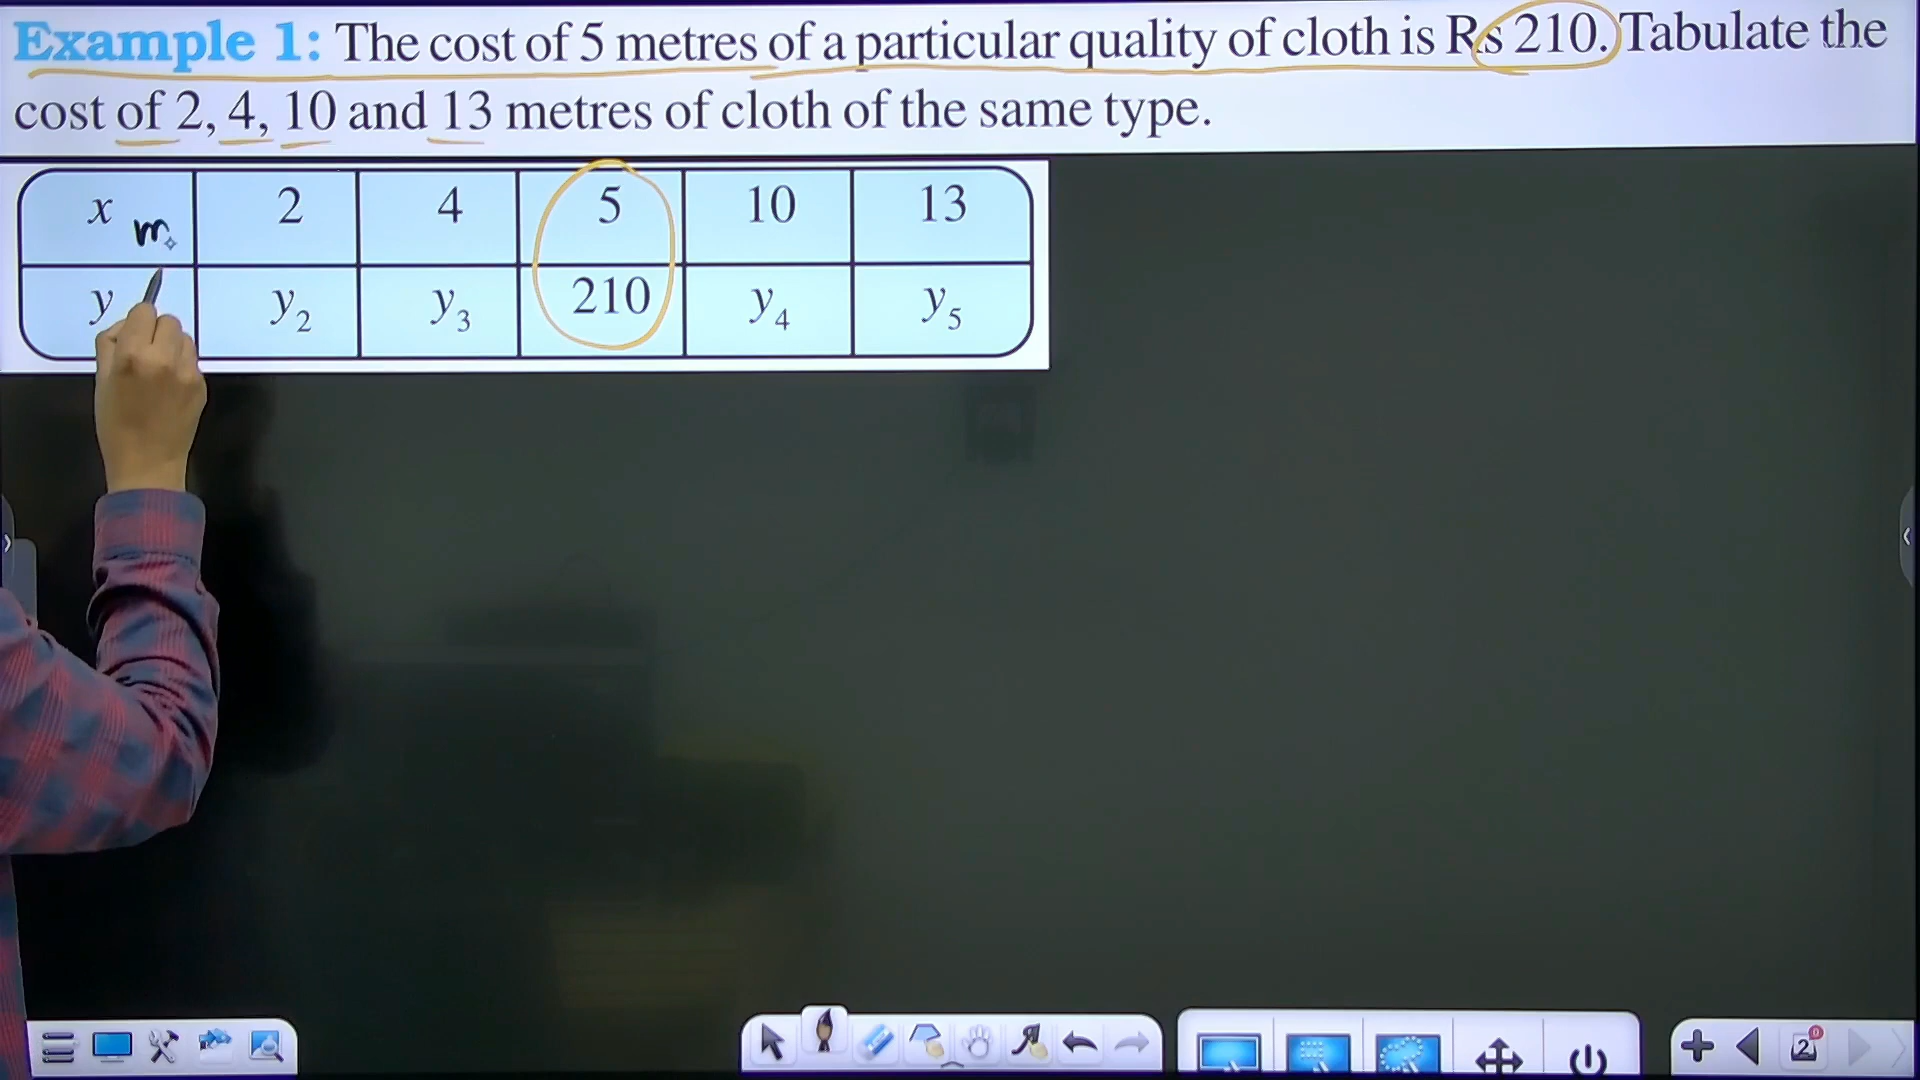 Example 1: The cost of 5 metres of a particular quality of cloth is Rs 210. Tabulate the
cost of 2, 4, 10 and 13 metres of cloth of the same type.
x m 2 4 5 10 13
y y2 y3 210 y4 y5
2 0